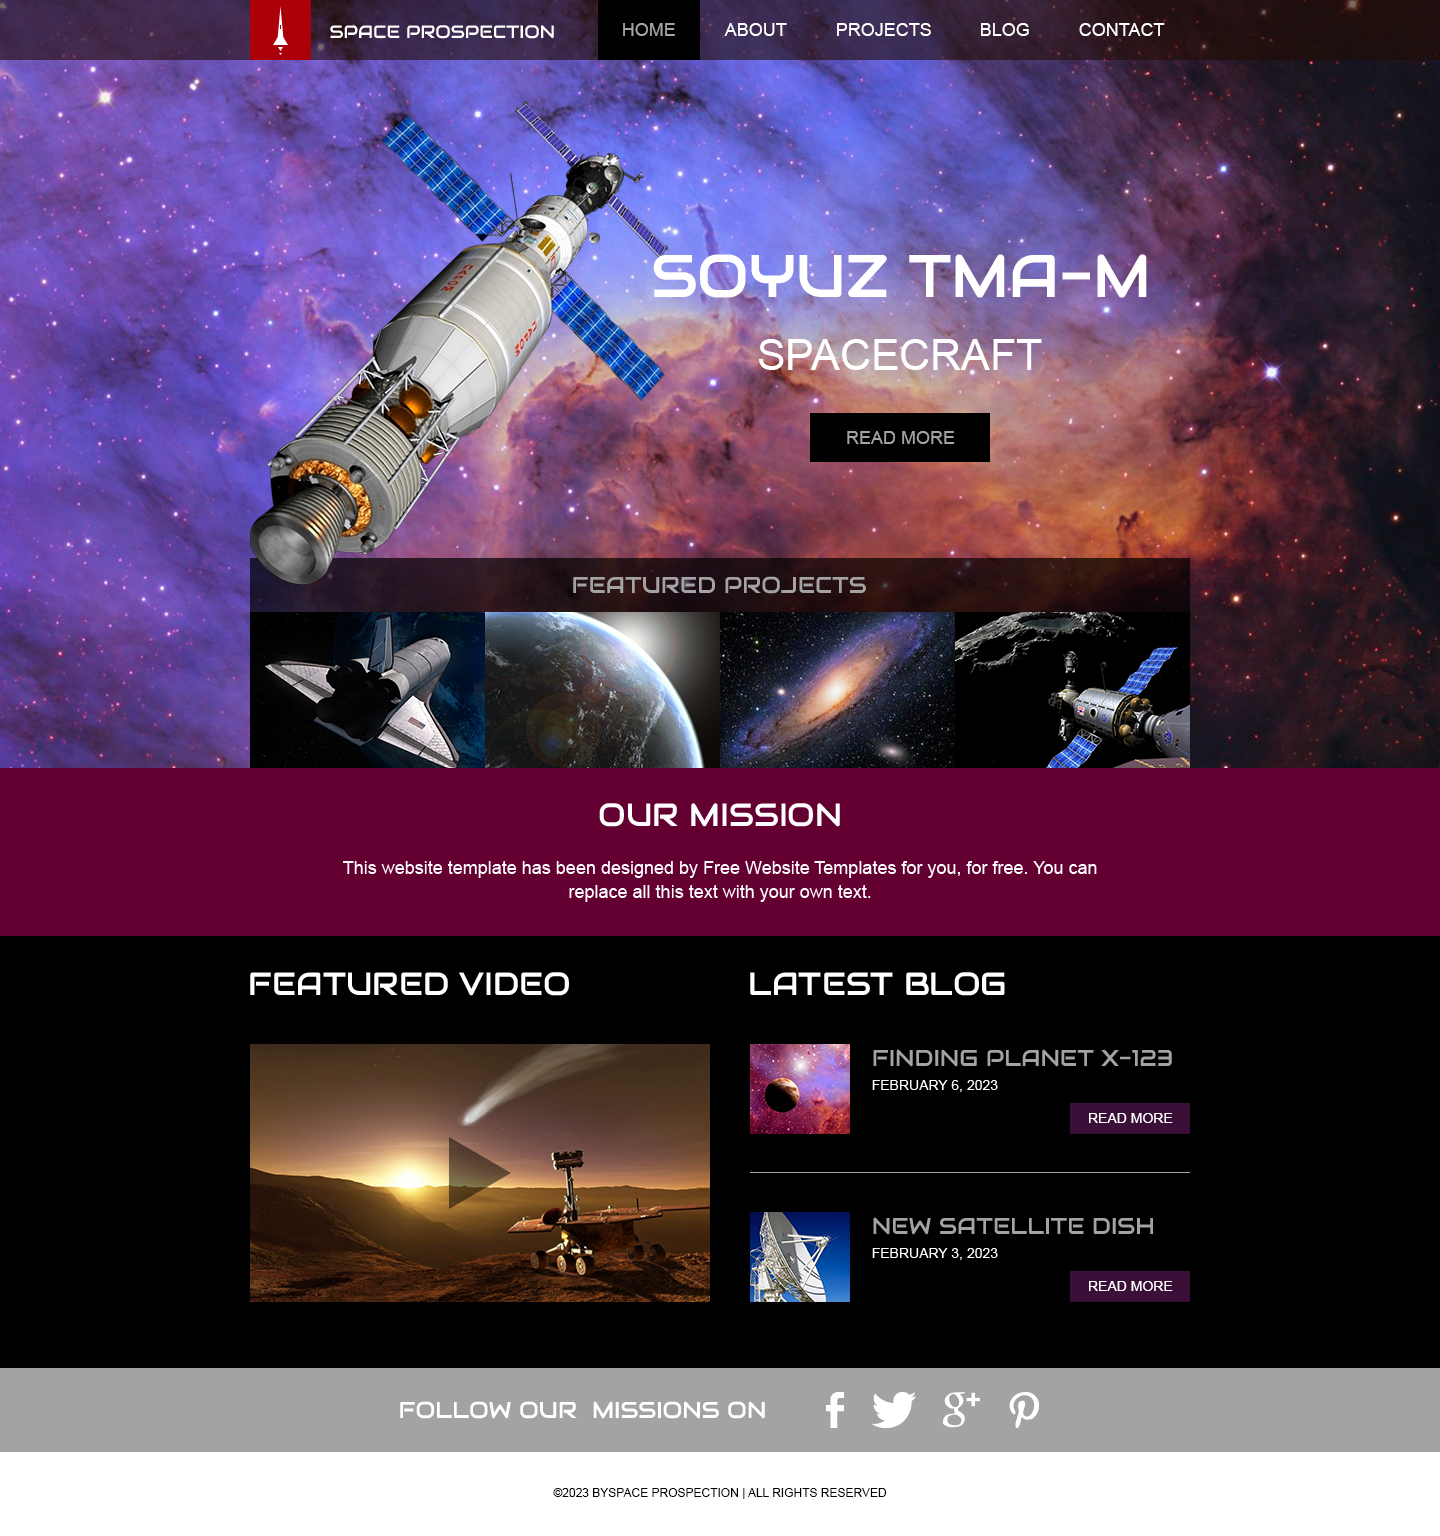 SPACE PROSPECTION
HOME
ABOUT
PROJECTS
BLOG
CONTACT
SOYUZ TMA-M
SPACECRAFT
READ MORE
FEATURED PROJECTS
OUR MISSION
This website template has been designed by Free Website Templates for you, for free. You can
replace all this text with your own text.
FEATURED VIDEO
LATEST BLOG
FINDING PLANET X-123
FEBRUARY 6, 2023
READ MORE
NEW SATELLITE DISH
FEBRUARY 3, 2023
READ MORE
FOLLOW OUR MISSIONS ON
©2023 BYSPACE PROSPECTION | ALL RIGHTS RESERVED